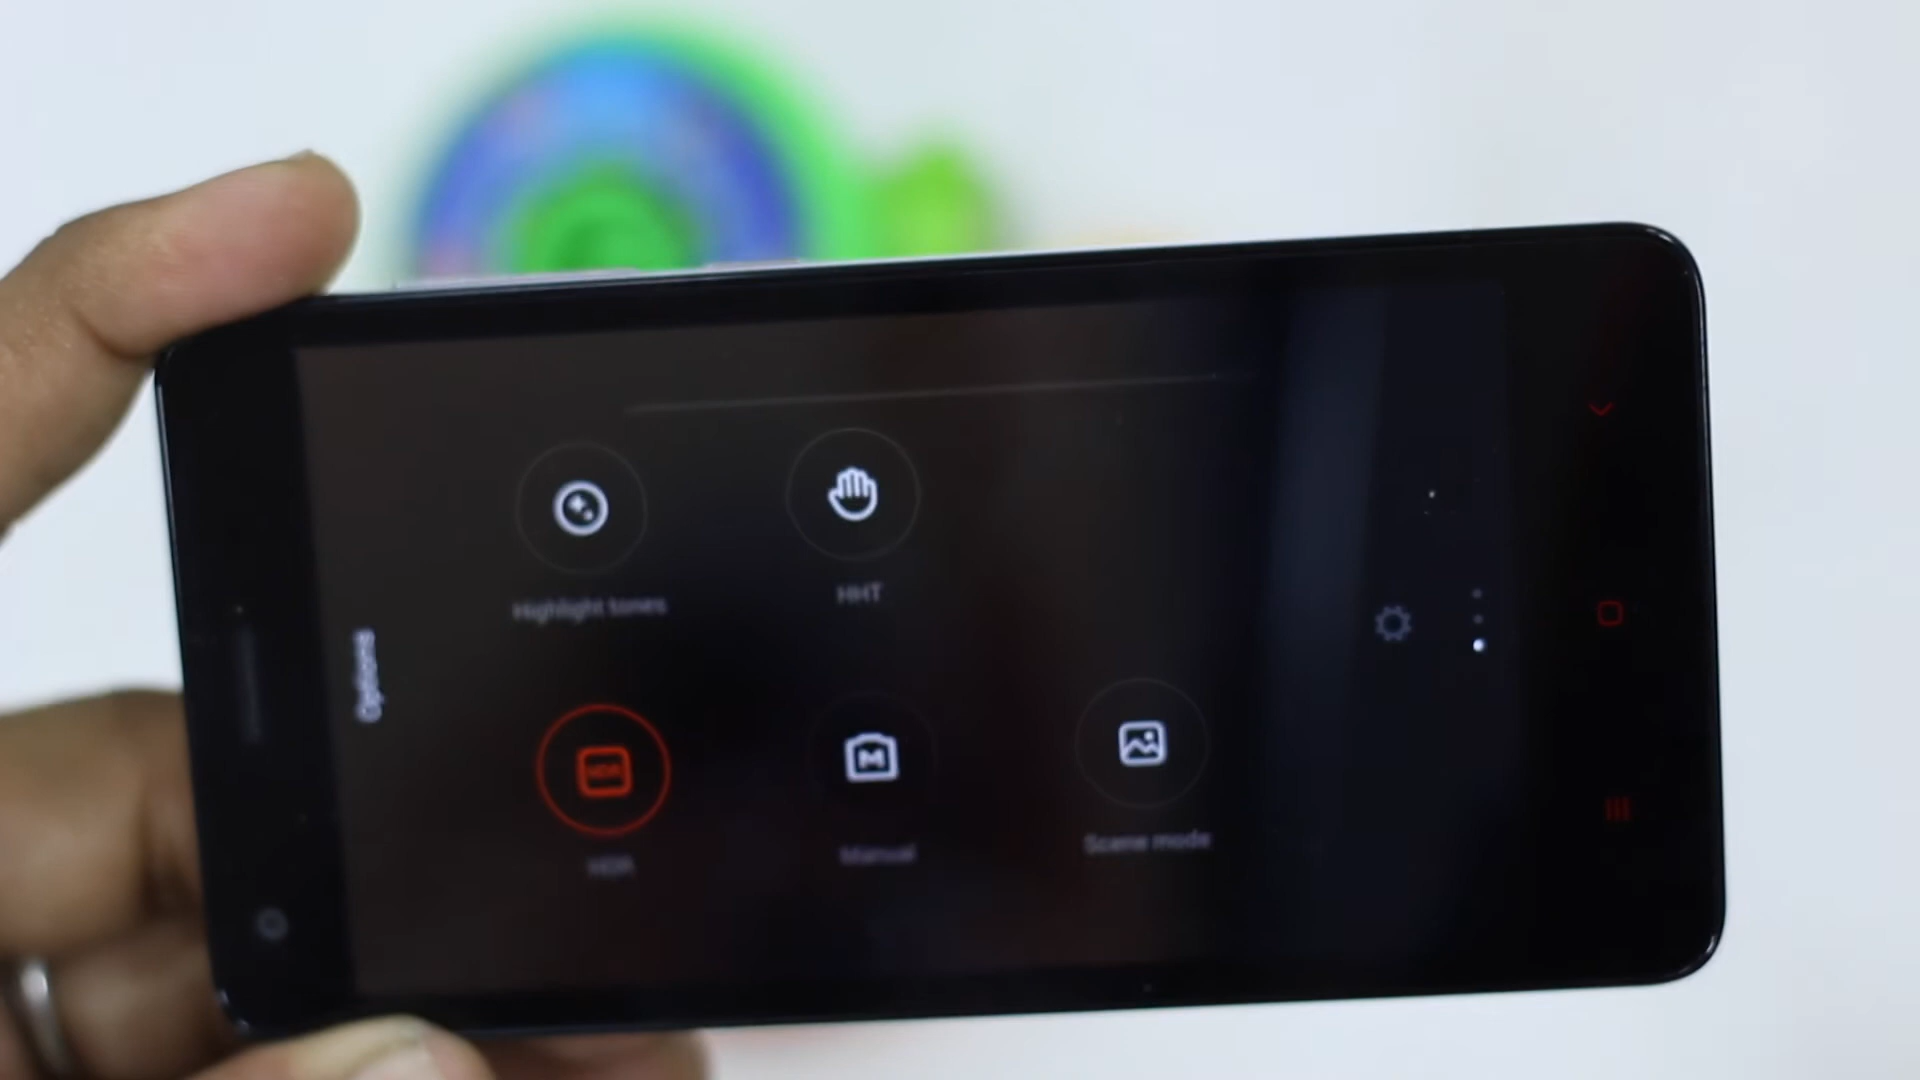 Options
Highlight tones
HHT
HDR
M
Manual
Scene mode